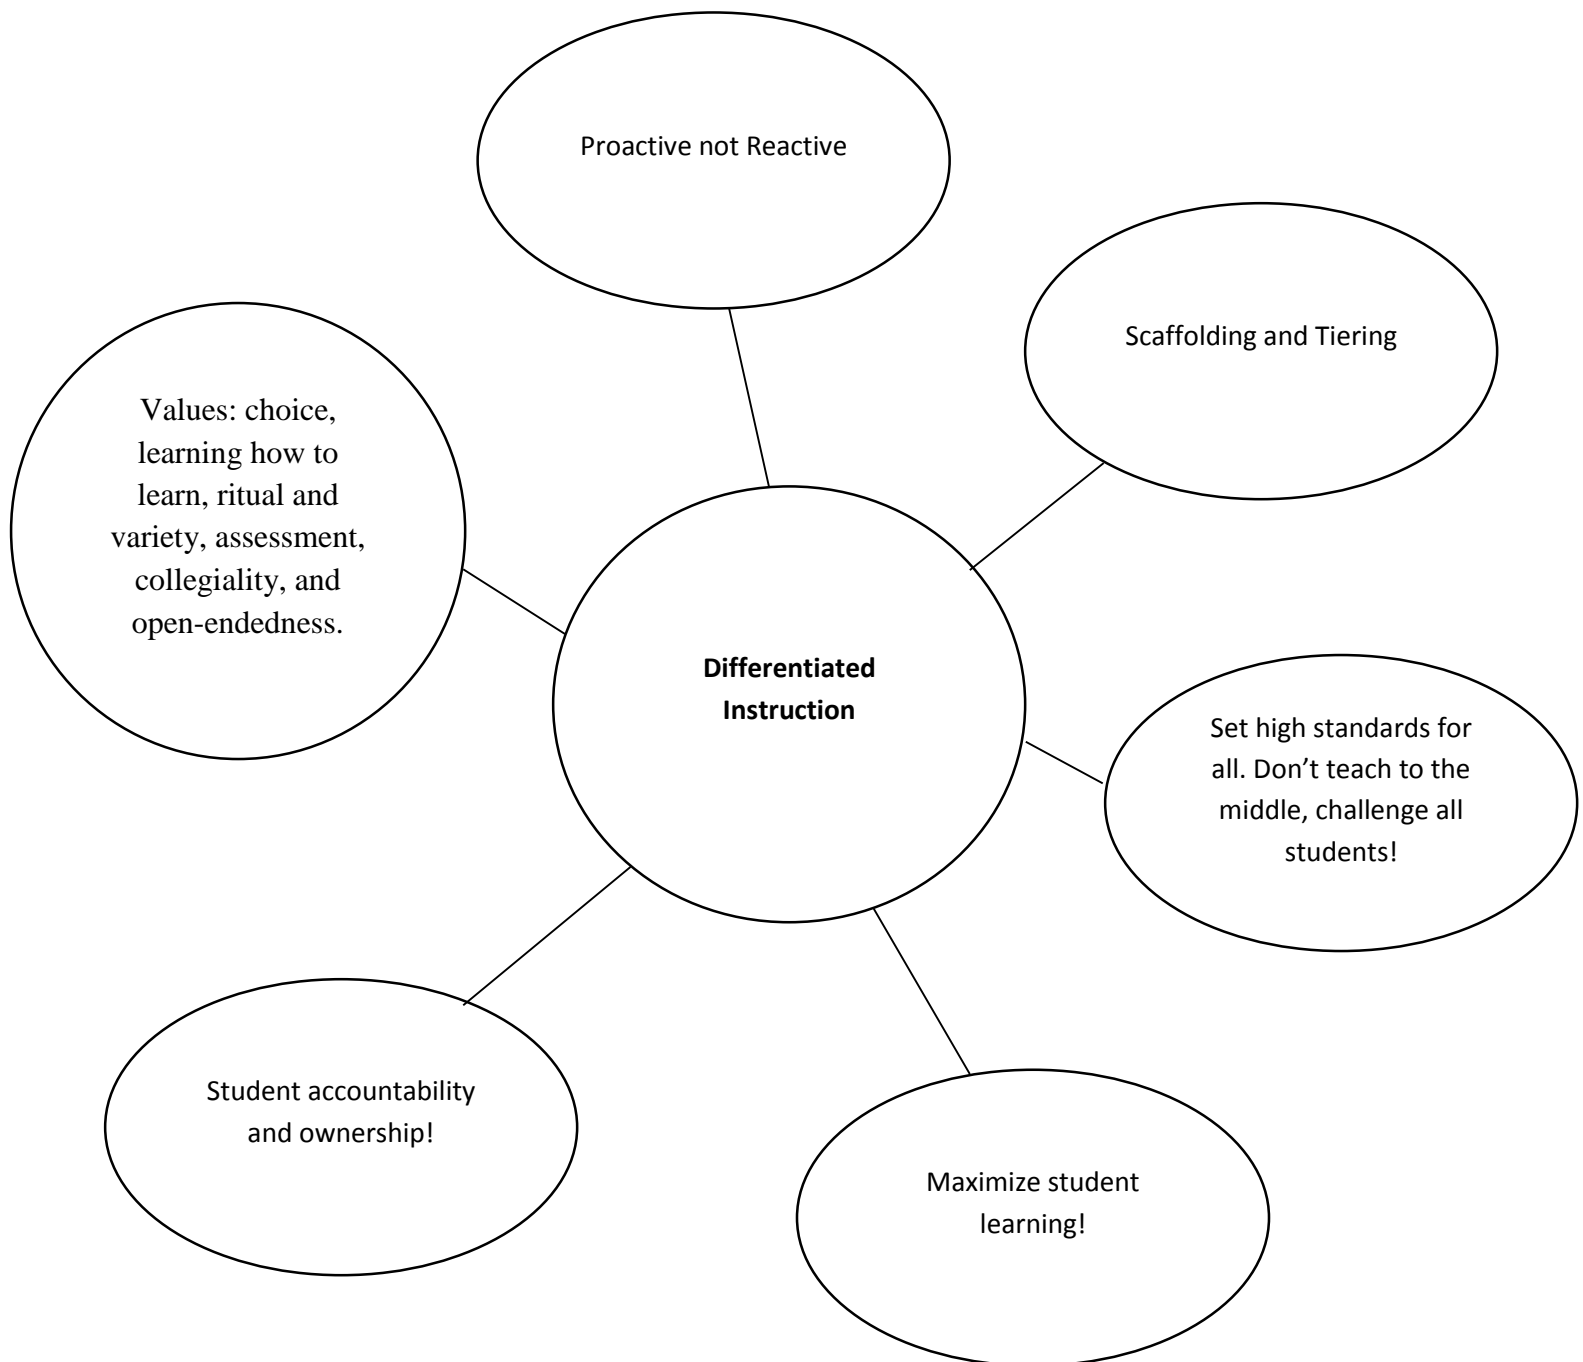 Proactive not Reactive
Scaffolding and Tiering
Values: choice,
learning how to
learn, ritual and
variety, assessment,
collegiality, and
open-endedness.
Differentiated
Instruction
Set high standards for
all. Don’t teach to the
middle, challenge all
students!
Student accountability
and ownership!
Maximize student
learning!